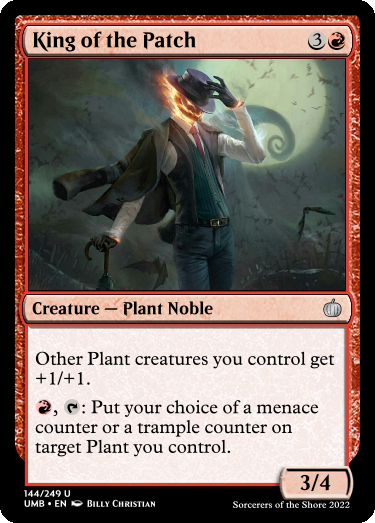 King of the Patch 3
Creature — Plant Noble
Other Plant creatures you control get
+1/+1.
, : Put your choice of a menace
counter or a trample counter on
target Plant you control.
3/4
144/249 U
UMB • EN BILLY CHRISTIAN
Sorcerers of the Shore 2022